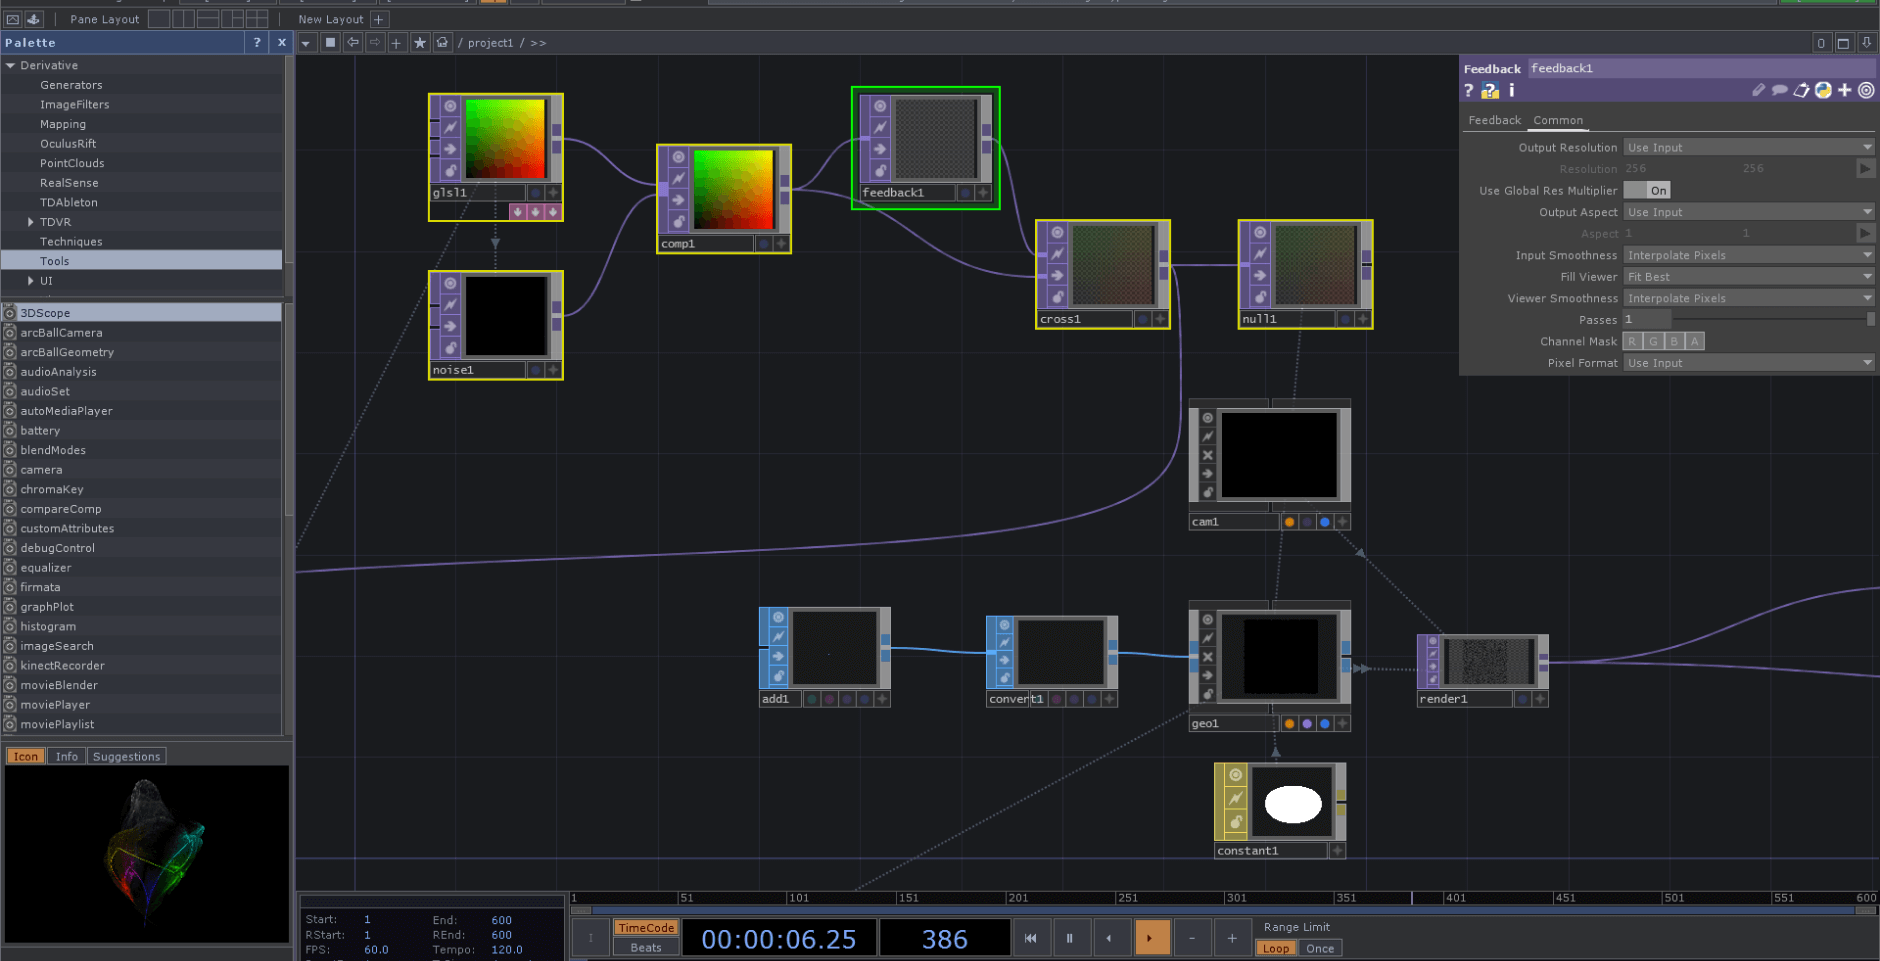 Pane Layout
New Layout
Palette ? x
/ project1 / >>
0
Derivative
Generators
ImageFilters
Mapping
OculusRift
PointClouds
RealSense
TDAbleton
TDVR
Techniques
Tools
UI
3DScope
arcBallCamera
arcBallGeometry
audioAnalysis
audioSet
autoMediaPlayer
battery
blendModes
camera
chromaKey
compareComp
customAttributes
debugControl
equalizer
firmata
graphPlot
histogram
imageSearch
kinectRecorder
movieBlender
moviePlayer
moviePlaylist
Icon Info Suggestions
glsl1
noise1
comp1
feedback1
cross1
null1
cam1
add1
convert1
geo1
render1
constant1
Feedback feedback1
? ? i
Feedback Common
Output Resolution Use Input
Resolution 256 256
Use Global Res Multiplier On
Output Aspect Use Input
Aspect 1 1
Input Smoothness Interpolate Pixels
Fill Viewer Fit Best
Viewer Smoothness Interpolate Pixels
Passes 1
Channel Mask R G B A
Pixel Format Use Input
1 51 101 151 201 251 301 351 401 451 501 551 600
Start: 1 End: 600
RStart: 1 REnd: 600
FPS: 60.0 Tempo: 120.0
TimeCode
Beats
00:00:06.25
386
Range Limit
Loop Once